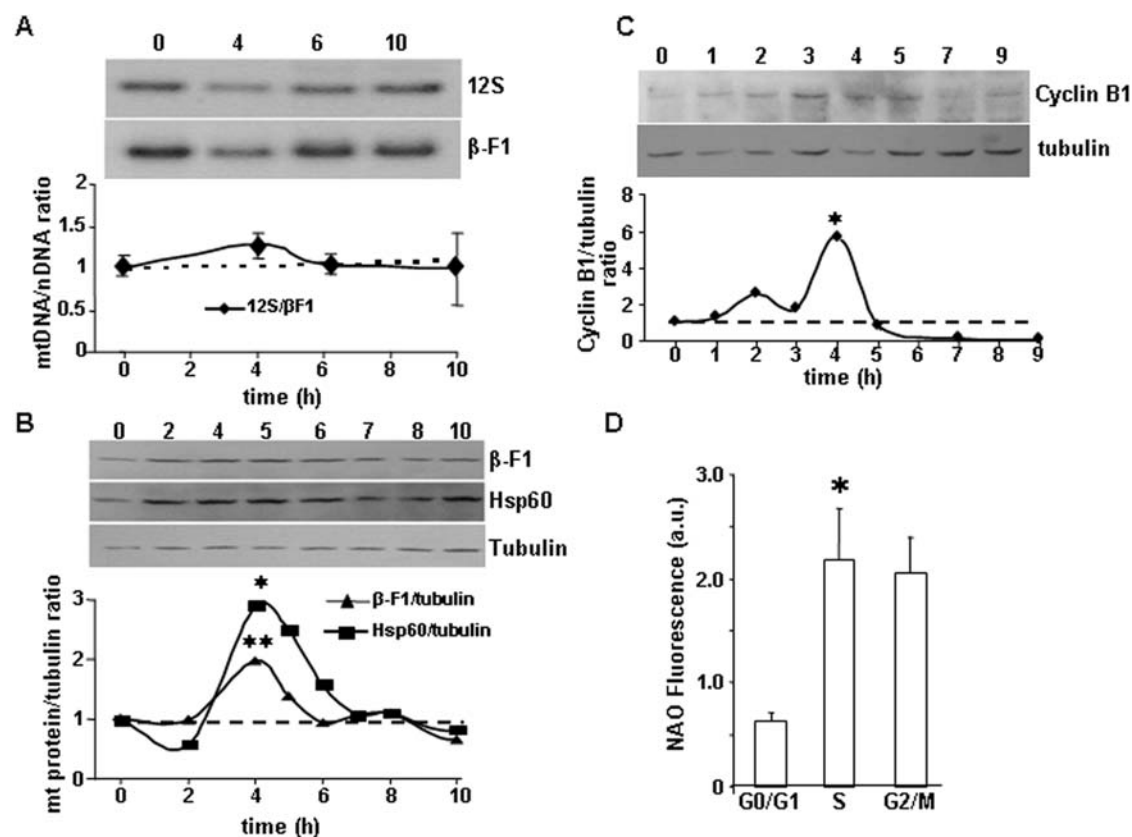 A
0 4 6 10
12S
β-F1
mtDNA/nDNA ratio
2
1.5
1
0.5
0
12S/βF1
0 2 4 6 8 10
time (h)
B
0 2 4 5 6 7 8 10
β-F1
Hsp60
Tubulin
mt protein/tubulin ratio
3
2
1
0
*
**
β-F1/tubulin
Hsp60/tubulin
0 2 4 6 8 10
time (h)
C
0 1 2 3 4 5 7 9
Cyclin B1
tubulin
Cyclin B1/tubulin
ratio
8
6
4
2
1
0
*
0 1 2 3 4 5 6 7 8 9
time (h)
D
NAO Fluorescence (a.u.)
3.0
2.0
1.0
0
*
G0/G1 S G2/M